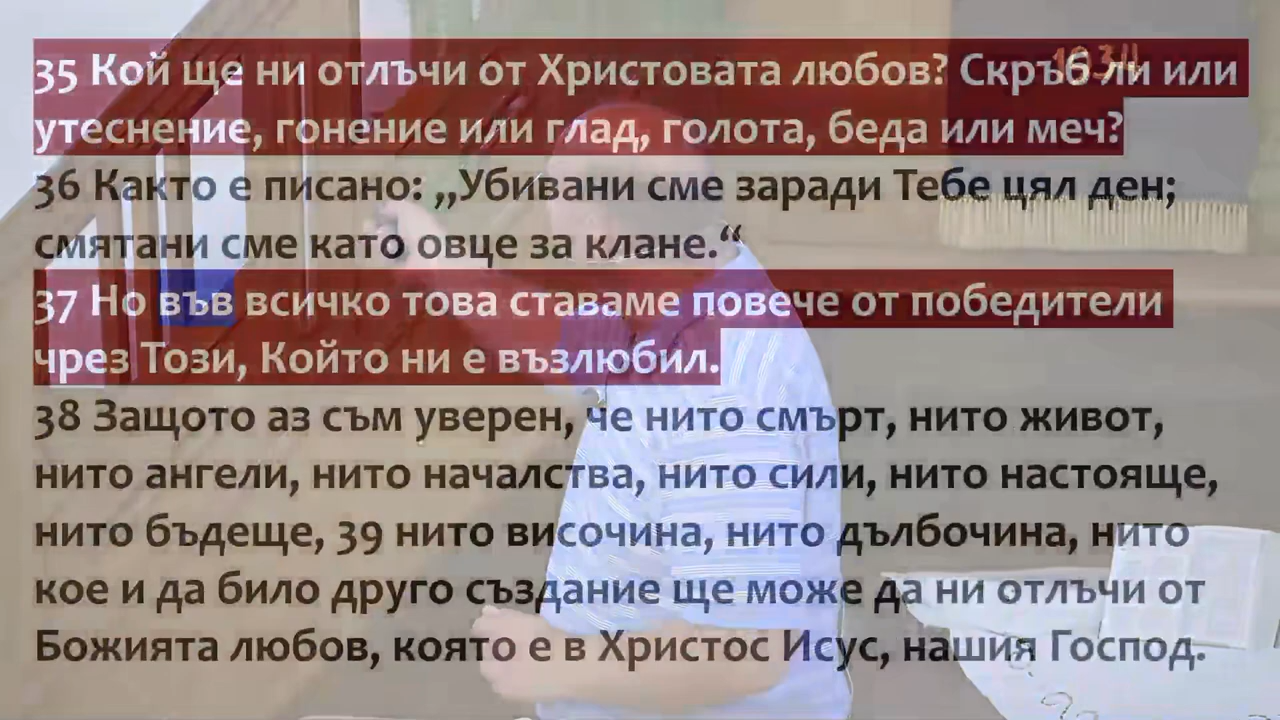 35 Кой ще ни отлъчи от Христовата любов? Скръб ли или
утеснение, гонение или глад, голота, беда или меч?
36 Както е писано: „Убивани сме заради Тебе цял ден;
смятани сме като овце за клане.“
37 Но във всичко това ставаме повече от победители
чрез Този, Който ни е възлюбил.
38 Защото аз съм уверен, че нито смърт, нито живот,
нито ангели, нито началства, нито сили, нито настояще,
нито бъдеще, 39 нито височина, нито дълбочина, нито
кое и да било друго създание ще може да ни отлъчи от
Божията любов, която е в Христос Исус, нашия Господ.